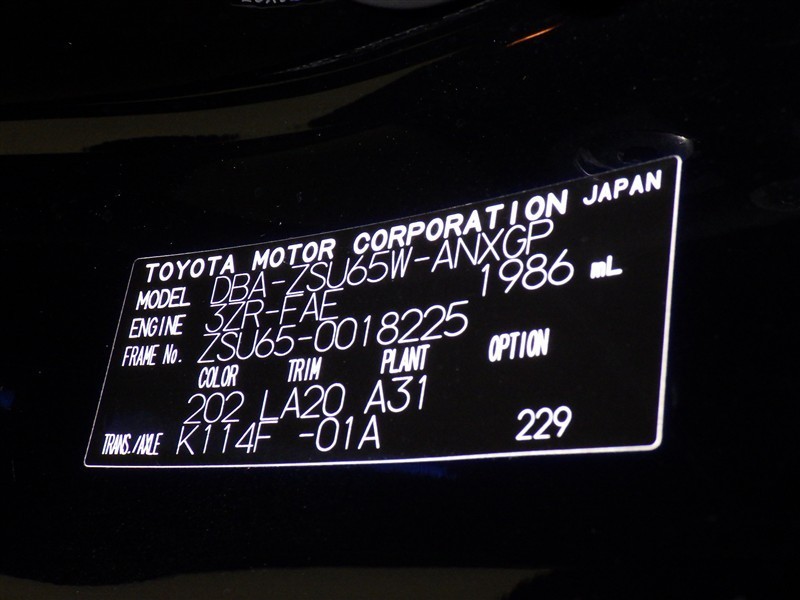 TOYOTA MOTOR CORPORATION JAPAN
MODEL DBA-ZSU65W-ANXGP
ENGINE 3ZR-FAE 1986 mL
FRAME No. ZSU65-0018225
COLOR TRIM PLANT OPTION
202 LA20 A31
TRANS./AXLE K114F -01A 229